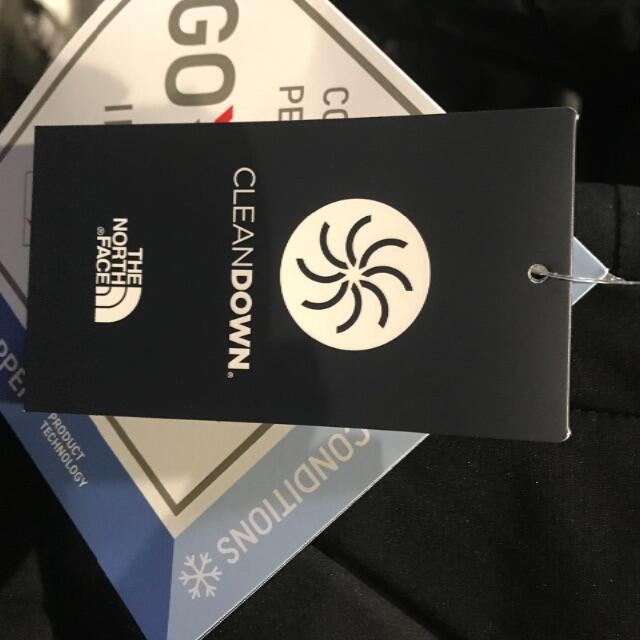 CLEANDOWN.
THE
NORTH
FACE®
GO
PRODUCT
TECHNOLOGY
CONDITIONS